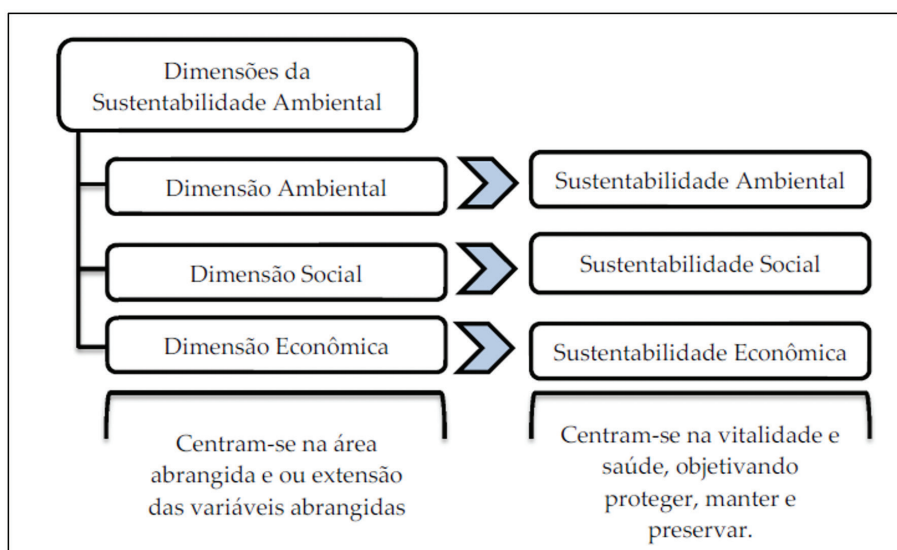 Dimensões da
Sustentabilidade Ambiental
Dimensão Ambiental
Sustentabilidade Ambiental
Dimensão Social
Sustentabilidade Social
Dimensão Econômica
Sustentabilidade Econômica
Centram-se na área
abrangida e ou extensão
das variáveis abrangidas
Centram-se na vitalidade e
saúde, objetivando
proteger, manter e
preservar.